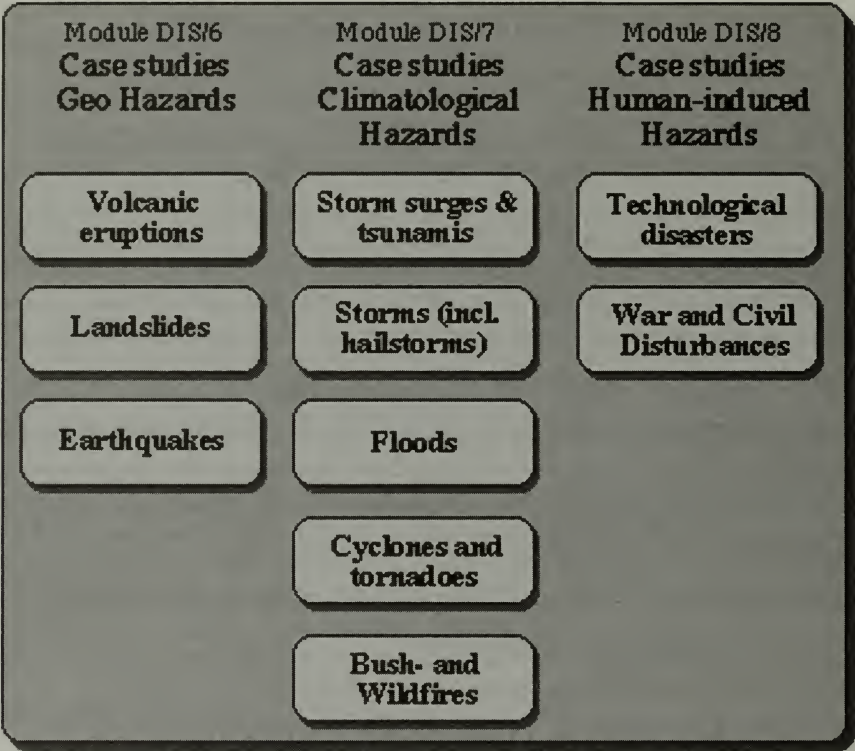 Module DIS/6
Case studies
Geo Hazards
Volcanic
eruptions
Landslides
Earthquakes
Module DIS/7
Case studies
Climatological
Hazards
Storm surges &
tsunamis
Storms (incl.
hailstorms)
Floods
Cyclones and
tornadoes
Bush- and
Wildfires
Module DIS/8
Case studies
Human-induced
Hazards
Technological
disasters
War and Civil
Disturbances